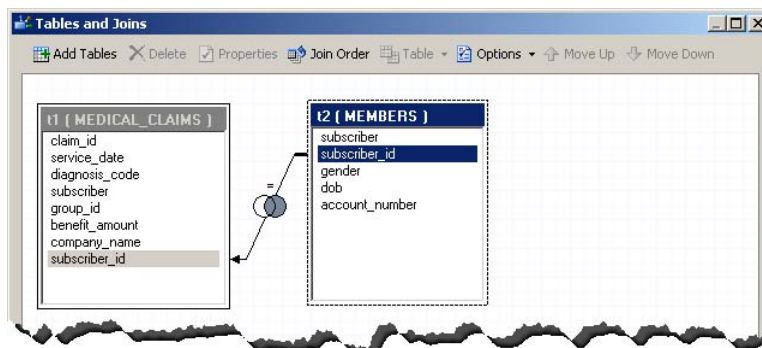 Tables and Joins
Add Tables Delete Properties Join Order Table Options Move Up Move Down
t1 ( MEDICAL_CLAIMS )
claim_id
service_date
diagnosis_code
subscriber
group_id
benefit_amount
company_name
subscriber_id
=
t2 ( MEMBERS )
subscriber
subscriber_id
gender
dob
account_number